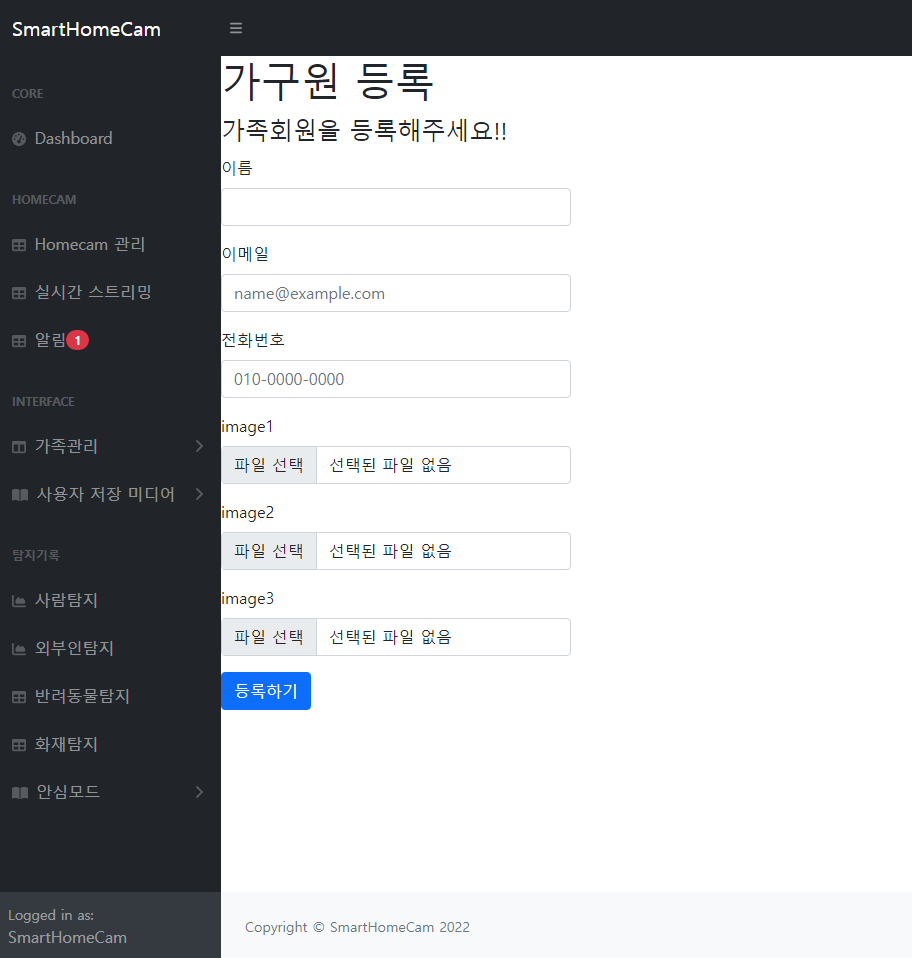 SmartHomeCam
CORE
Dashboard
HOMECAM
Homecam 관리
실시간 스트리밍
알림 1
INTERFACE
가족관리
사용자 저장 미디어
탐지기록
사람탐지
외부인탐지
반려동물탐지
화재탐지
안심모드
Logged in as:
SmartHomeCam
가구원 등록
가족회원을 등록해주세요!!
이름
이메일
name@example.com
전화번호
010-0000-0000
image1
파일 선택 선택된 파일 없음
image2
파일 선택 선택된 파일 없음
image3
파일 선택 선택된 파일 없음
등록하기
Copyright © SmartHomeCam 2022